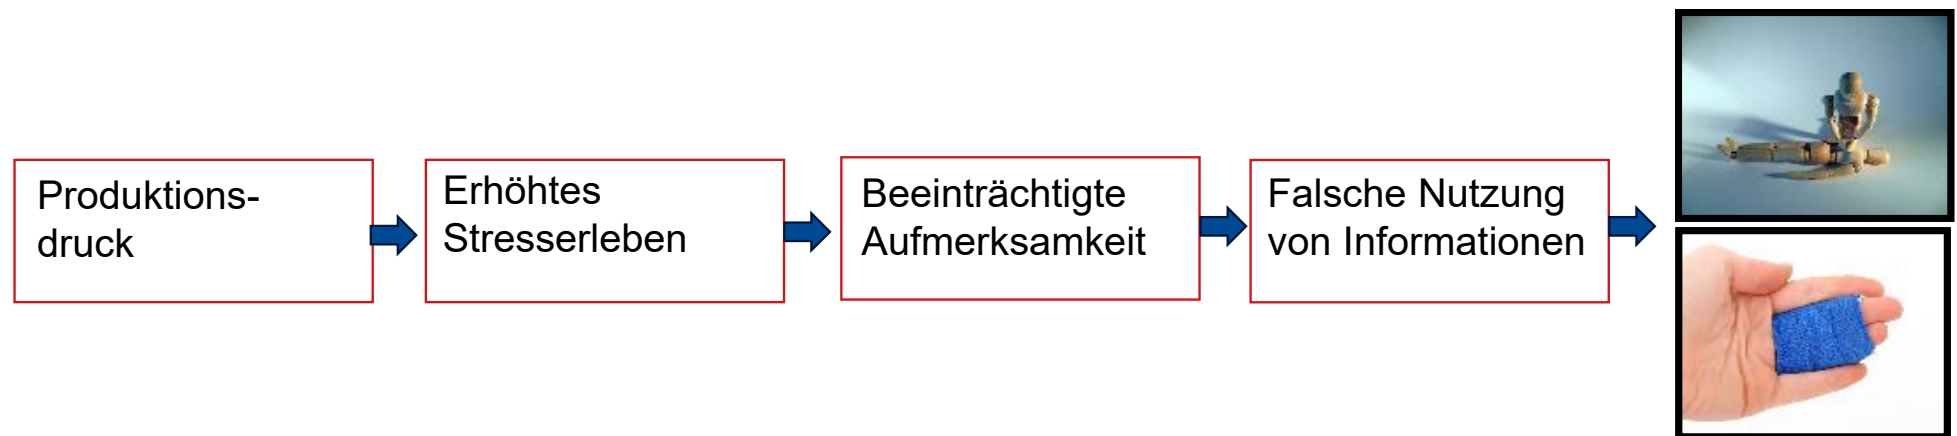 Produktions-
druck
Erhöhtes
Stresserleben
Beeinträchtigte
Aufmerksamkeit
Falsche Nutzung
von Informationen